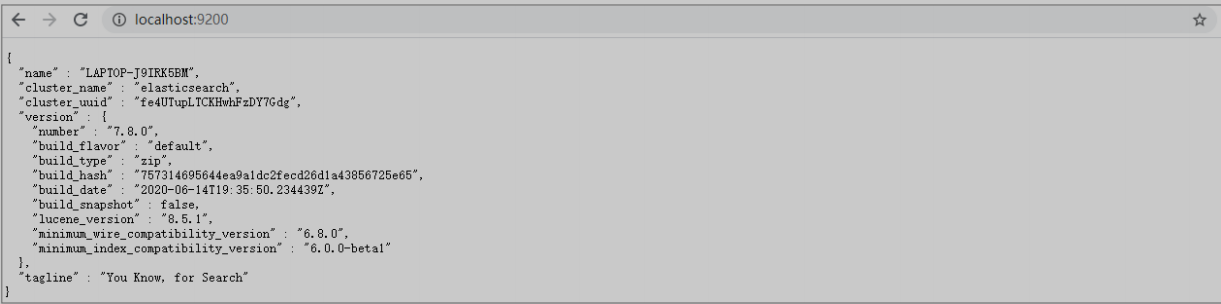 localhost:9200
{
"name" : "LAPTOP-J9IRK5BM",
"cluster_name" : "elasticsearch",
"cluster_uuid" : "fe4UTupLTCKHwhFzDY7Gdg",
"version" : {
"number" : "7.8.0",
"build_flavor" : "default",
"build_type" : "zip",
"build_hash" : "757314695644ea9a1dc2fecd26d1a43856725e65",
"build_date" : "2020-06-14T19:35:50.234439Z",
"build_snapshot" : false,
"lucene_version" : "8.5.1",
"minimum_wire_compatibility_version" : "6.8.0",
"minimum_index_compatibility_version" : "6.0.0-beta1"
},
"tagline" : "You Know, for Search"
}